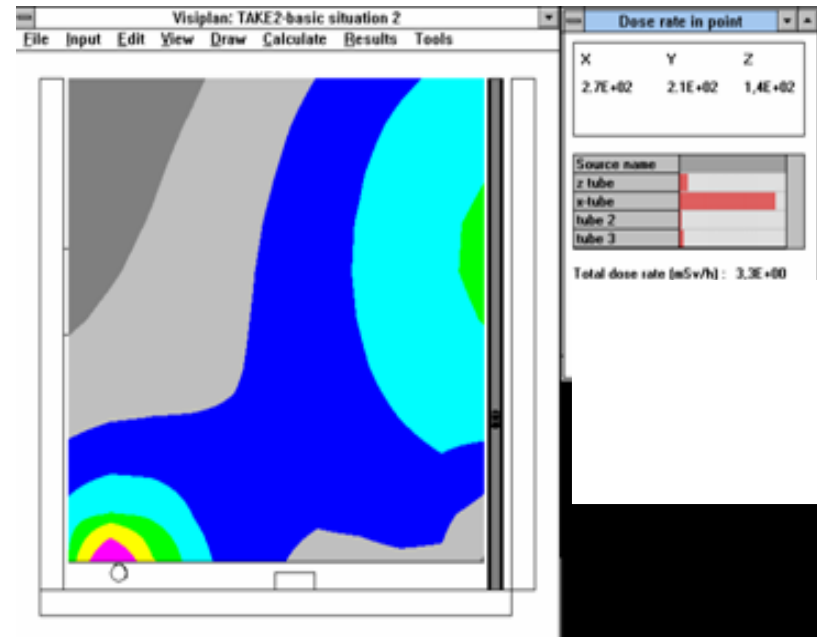 Visiplan: TAKE2-basic situation 2
File Input Edit View Draw Calculate Results Tools
Dose rate in point
X Y Z
2.7E+02 2.1E+02 1,4E+02
Source name
z tube
x-tube
tube 2
tube 3
Total dose rate (mSv/h) : 3,3E+00